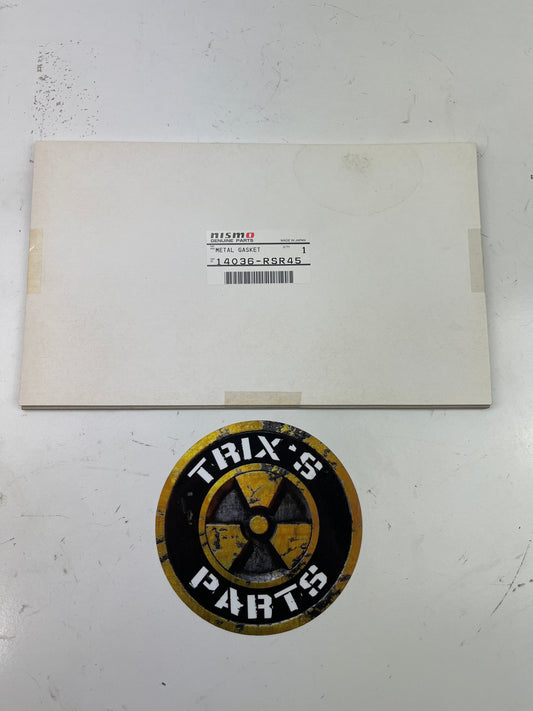 nismo
GENUINE PARTS MADE IN JAPAN
METAL GASKET 1
14036-RSR45
TRIX'S
PARTS